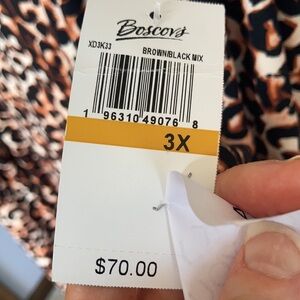 Boscov's
XD3K33
BROWN/BLACK MIX
1 96310 49076 8
3X
$70.00